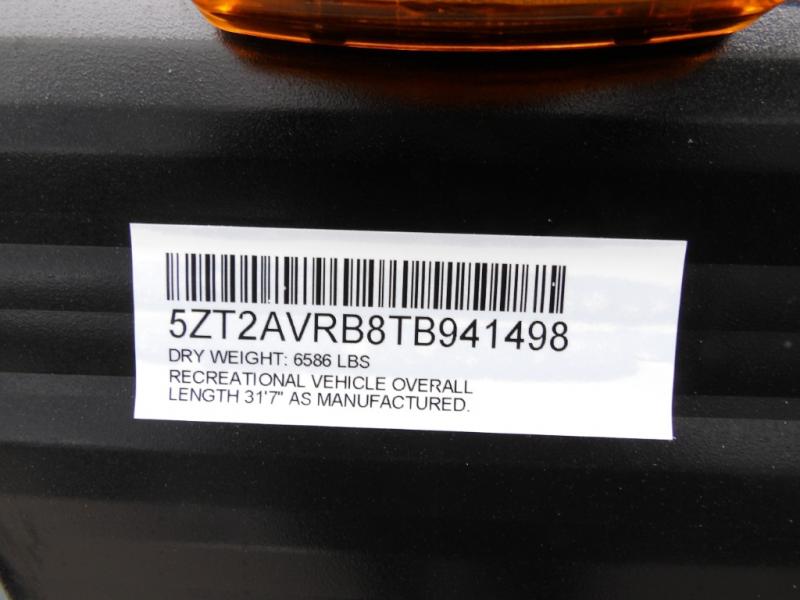 5ZT2AVRB8TB941498
DRY WEIGHT: 6586 LBS
RECREATIONAL VEHICLE OVERALL
LENGTH 31'7" AS MANUFACTURED.